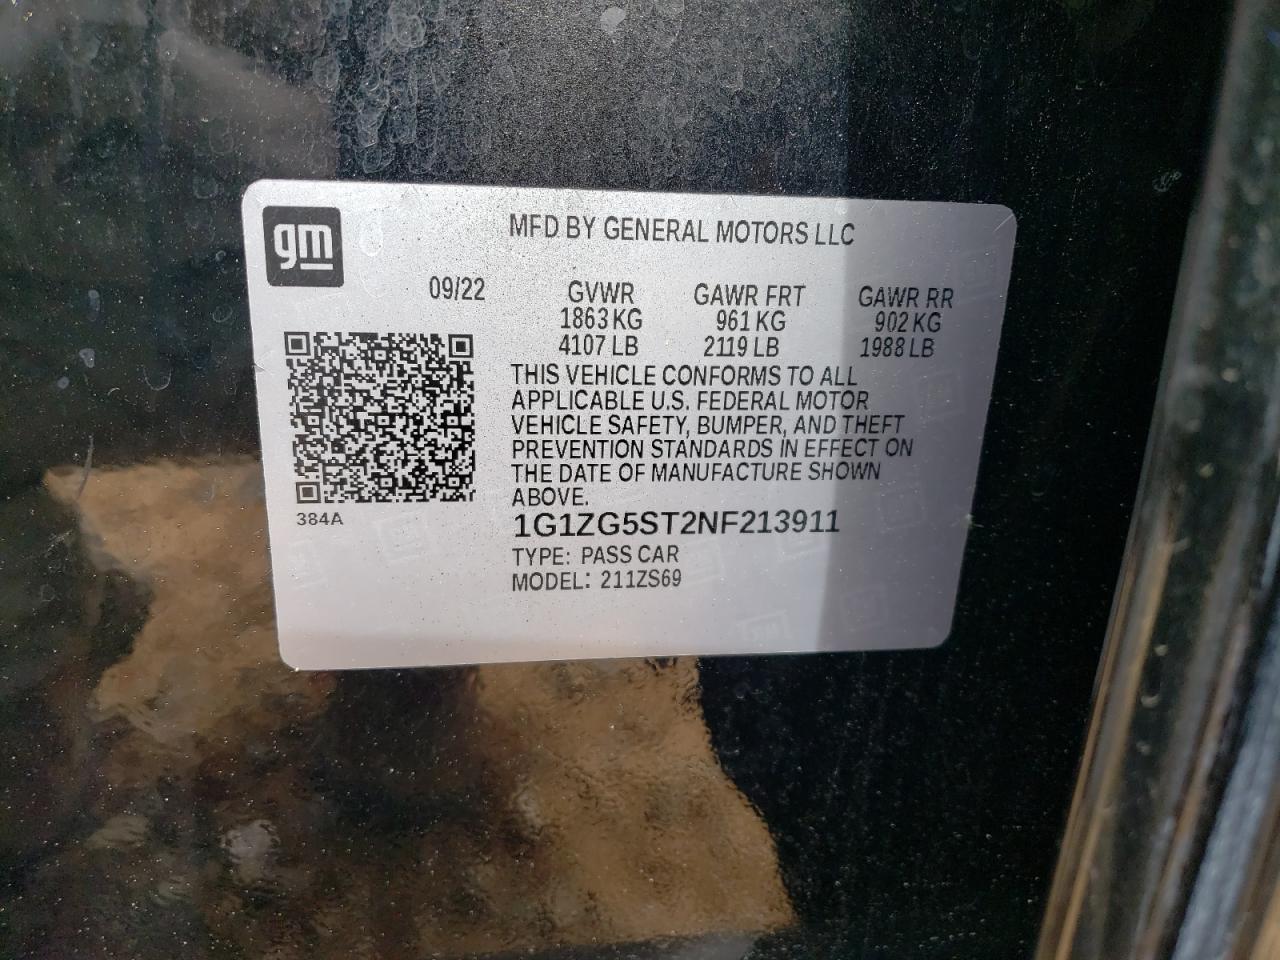 gm
MFD BY GENERAL MOTORS LLC
09/22 GVWR GAWR FRT GAWR RR
1863 KG 961 KG 902 KG
4107 LB 2119 LB 1988 LB
THIS VEHICLE CONFORMS TO ALL
APPLICABLE U.S. FEDERAL MOTOR
VEHICLE SAFETY, BUMPER, AND THEFT
PREVENTION STANDARDS IN EFFECT ON
THE DATE OF MANUFACTURE SHOWN
ABOVE.
384A
1G1ZG5ST2NF213911
TYPE: PASS CAR
MODEL: 211ZS69